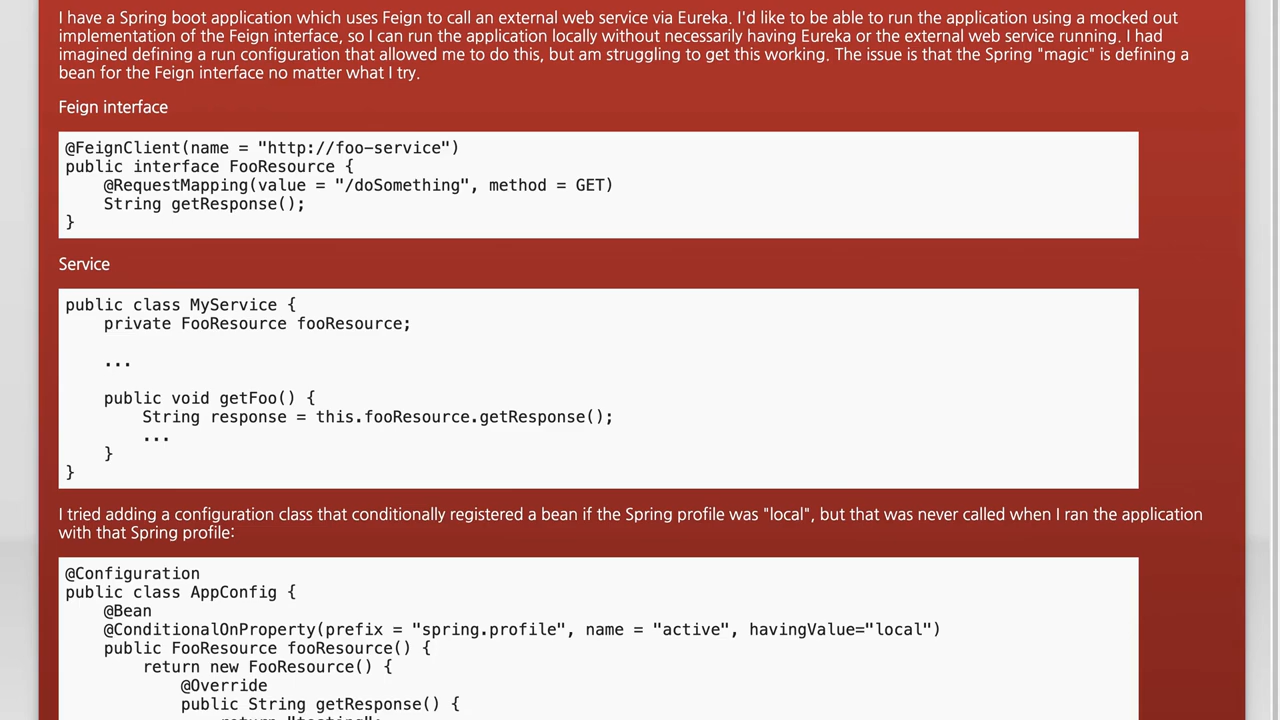 I have a Spring boot application which uses Feign to call an external web service via Eureka. I'd like to be able to run the application using a mocked out
implementation of the Feign interface, so I can run the application locally without necessarily having Eureka or the external web service running. I had
imagined defining a run configuration that allowed me to do this, but am struggling to get this working. The issue is that the Spring "magic" is defining a
bean for the Feign interface no matter what I try.
Feign interface
@FeignClient(name = "http://foo-service")
public interface FooResource {
    @RequestMapping(value = "/doSomething", method = GET)
    String getResponse();
}
Service
public class MyService {
    private FooResource fooResource;
    ...
    public void getFoo() {
        String response = this.fooResource.getResponse();
        ...
    }
}
I tried adding a configuration class that conditionally registered a bean if the Spring profile was "local", but that was never called when I ran the application
with that Spring profile:
@Configuration
public class AppConfig {
    @Bean
    @ConditionalOnProperty(prefix = "spring.profile", name = "active", havingValue="local")
    public FooResource fooResource() {
        return new FooResource() {
            @Override
            public String getResponse() {
                return "testing";